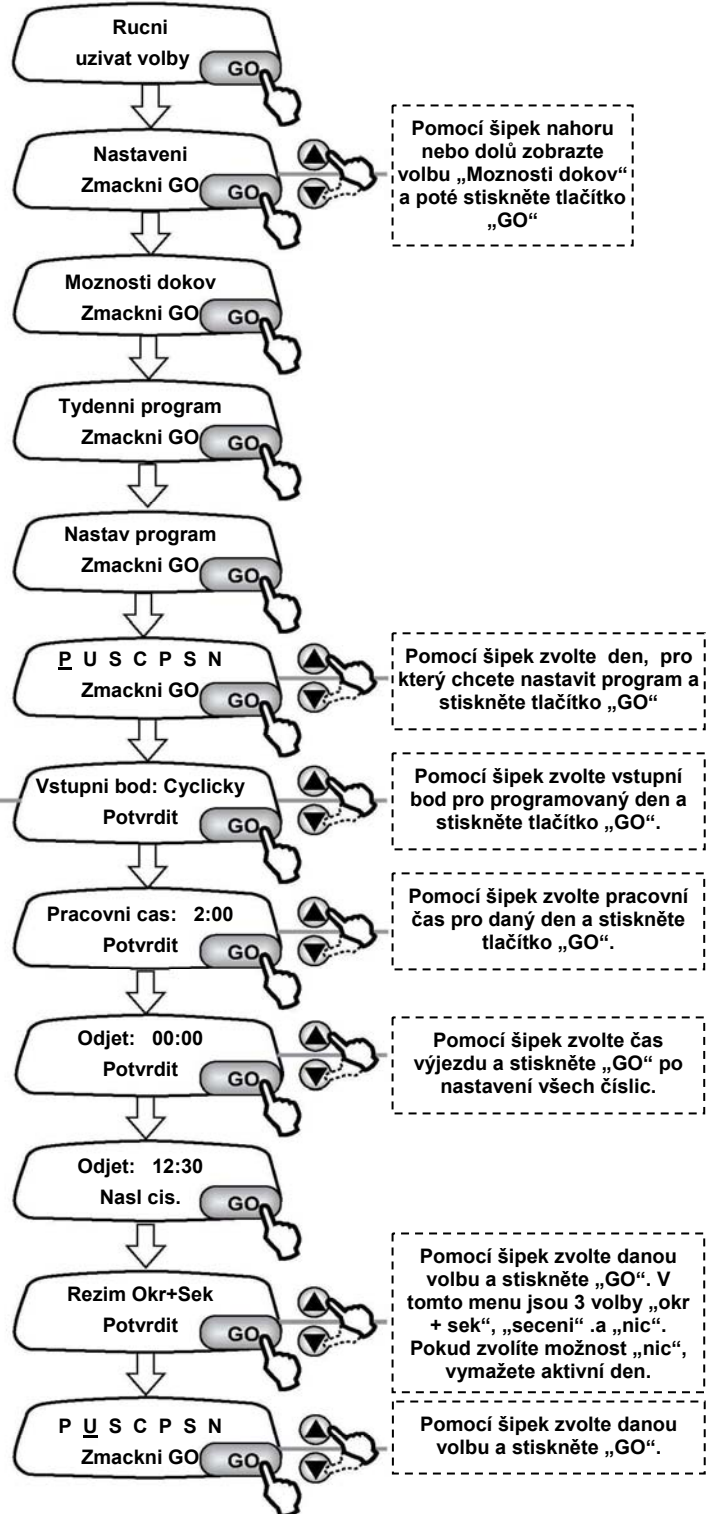 Rucni
uzivat volby
GO
Nastaveni
Zmackni GO
GO
Pomocí šipek nahoru
nebo dolů zobrazte
volbu „Moznosti dokov“
a poté stiskněte tlačítko
„GO“
Moznosti dokov
Zmackni GO
GO
Tydenni program
Zmackni GO
GO
Nastav program
Zmackni GO
GO
P U S C P S N
Zmackni GO
GO
Pomocí šipek zvolte den, pro
který chcete nastavit program a
stiskněte tlačítko „GO“
Vstupni bod: Cyclicky
Potvrdit
GO
Pomocí šipek zvolte vstupní
bod pro programovaný den a
stiskněte tlačítko „GO“.
Pracovni cas: 2:00
Potvrdit
GO
Pomocí šipek zvolte pracovní
čas pro daný den a stiskněte
tlačítko „GO“.
Odjet: 00:00
Potvrdit
GO
Pomocí šipek zvolte čas
výjezdu a stiskněte „GO“ po
nastavení všech číslic.
Odjet: 12:30
Nasl cis.
GO
Rezim Okr+Sek
Potvrdit
GO
Pomocí šipek zvolte danou
volbu a stiskněte „GO“. V
tomto menu jsou 3 volby „okr
+ sek“, „seceni“ .a „nic“.
Pokud zvolíte možnost „nic“,
vymažete aktivní den.
P U S C P S N
Zmackni GO
GO
Pomocí šipek zvolte danou
volbu a stiskněte „GO“.